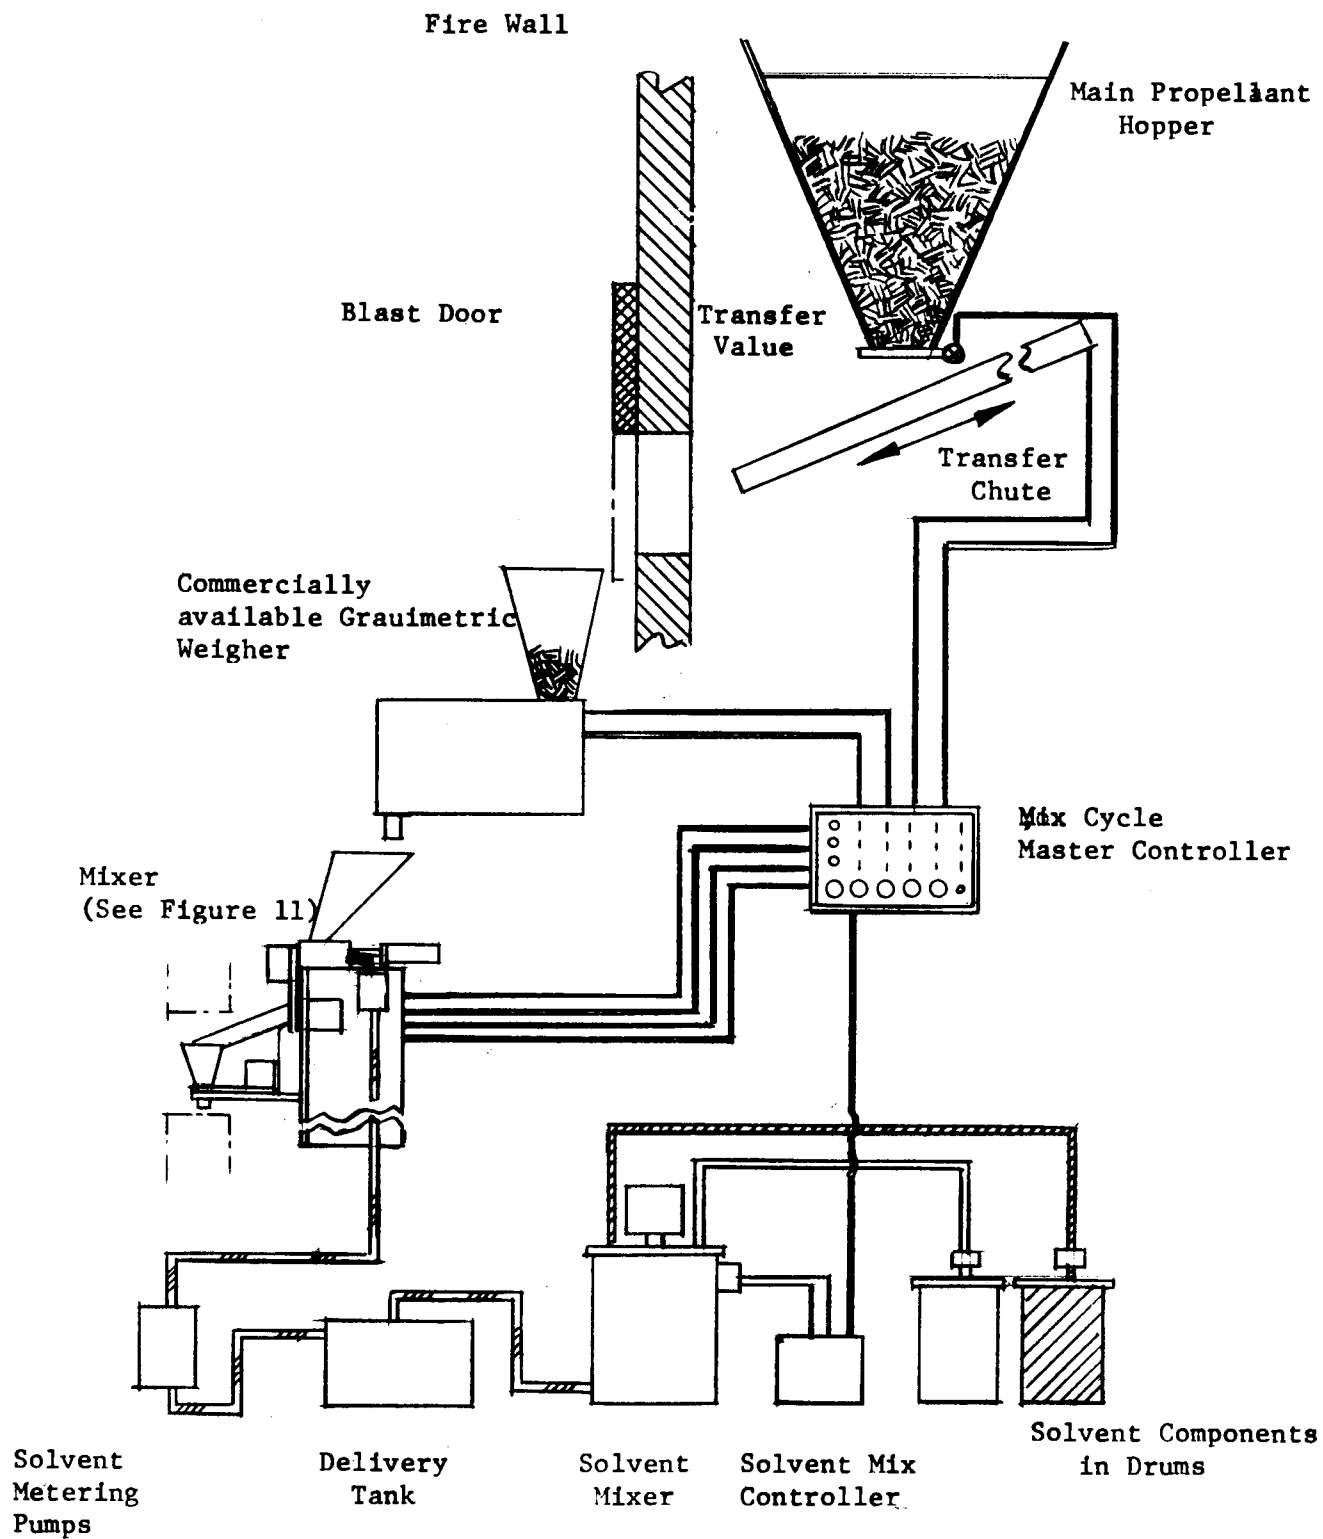 Fire Wall
Main Propellant
Hopper
Blast Door
Transfer
Value
Transfer
Chute
Commercially
available Grauimetric
Weigher
Mix Cycle
Master Controller
Mixer
(See Figure 11)
Solvent Components
in Drums
Solvent
Metering
Pumps
Delivery
Tank
Solvent
Mixer
Solvent Mix
Controller